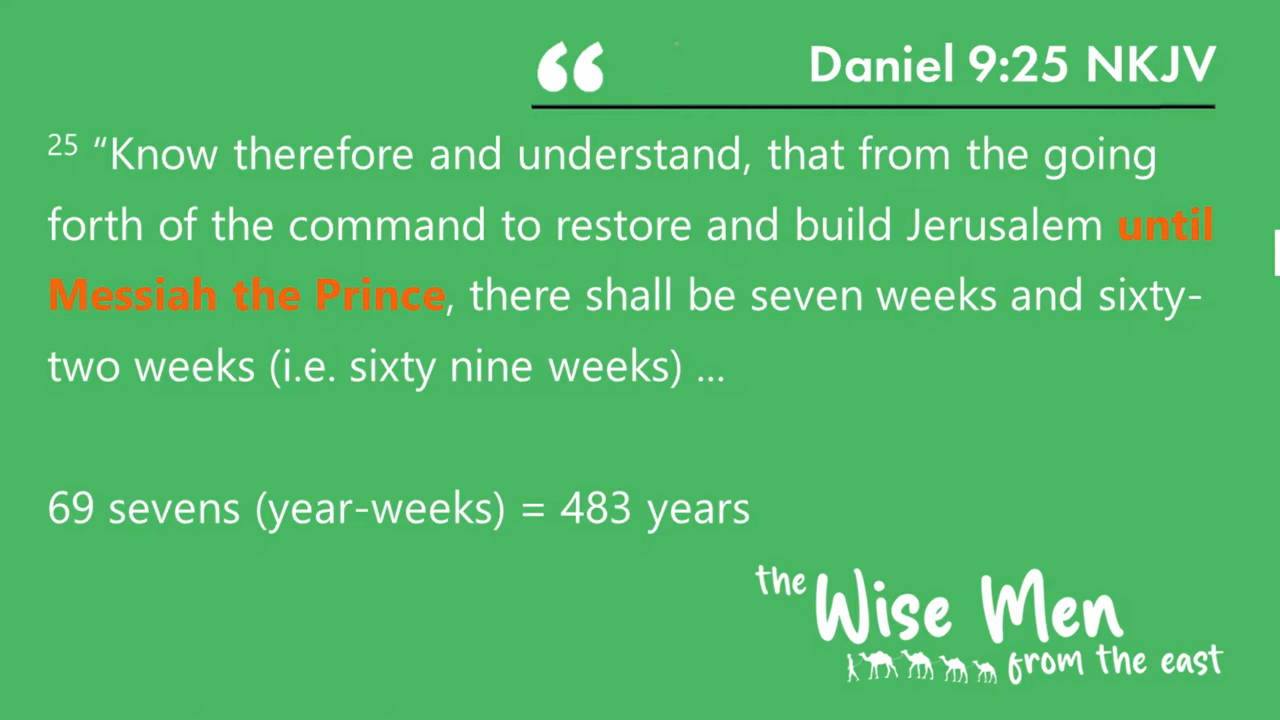 “ Daniel 9:25 NKJV
25 “Know therefore and understand, that from the going
forth of the command to restore and build Jerusalem until
Messiah the Prince, there shall be seven weeks and sixty-
two weeks (i.e. sixty nine weeks) ...
69 sevens (year-weeks) = 483 years
the Wise Men
from the east